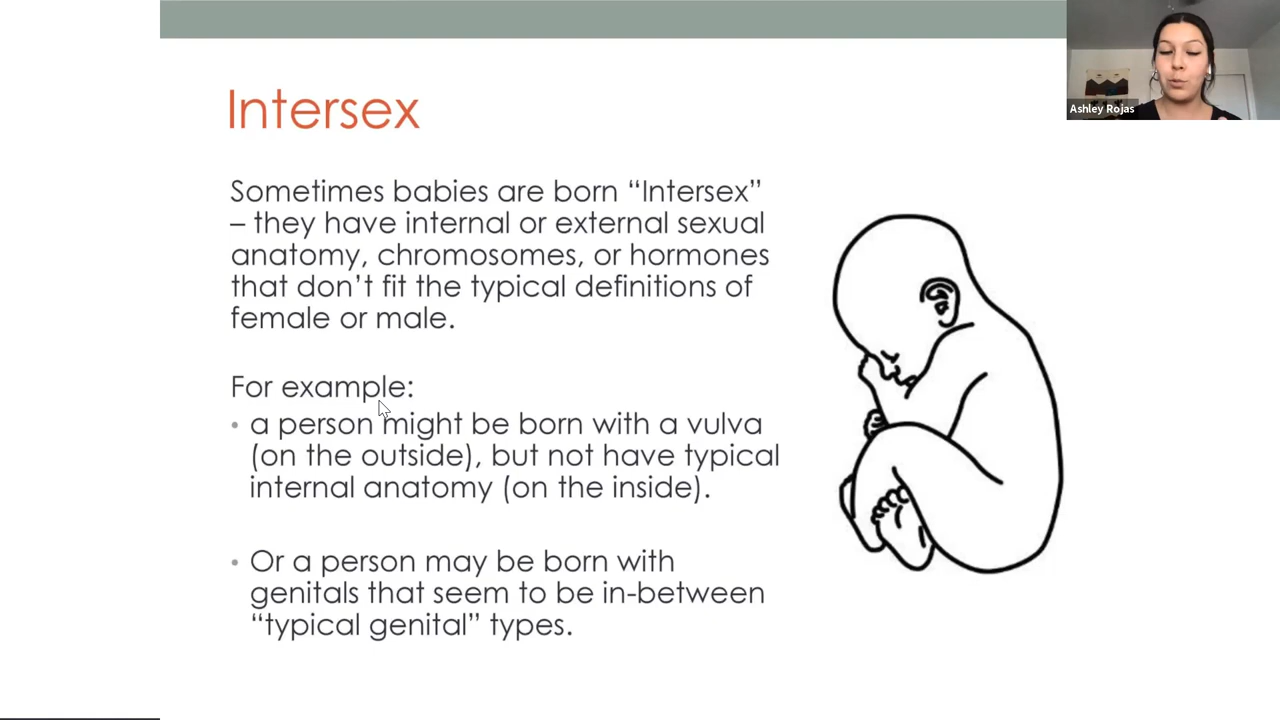 Intersex
Sometimes babies are born “Intersex”
– they have internal or external sexual
anatomy, chromosomes, or hormones
that don’t fit the typical definitions of
female or male.
For example:
• a person might be born with a vulva
(on the outside), but not have typical
internal anatomy (on the inside).
• Or a person may be born with
genitals that seem to be in-between
“typical genital” types.
Ashley Rojas